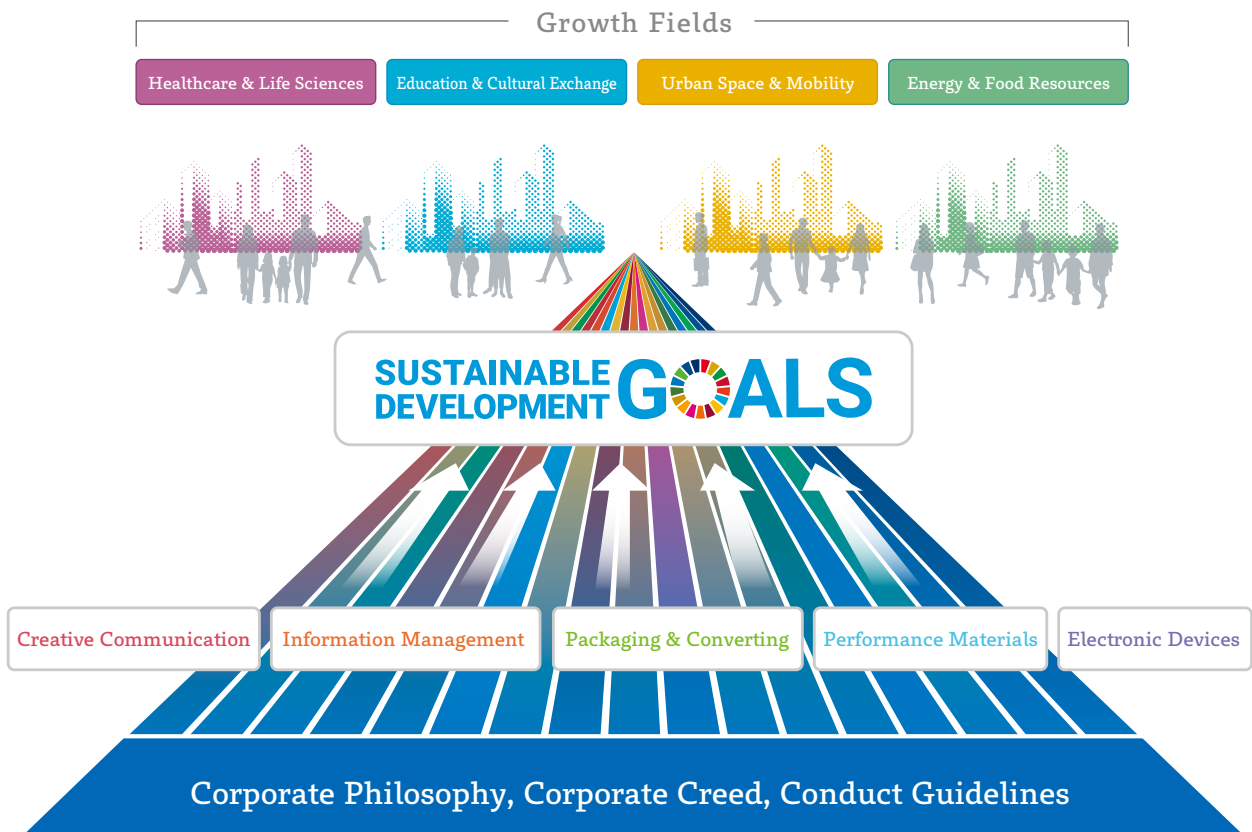 Growth Fields
Healthcare & Life Sciences
Education & Cultural Exchange
Urban Space & Mobility
Energy & Food Resources
SUSTAINABLE
DEVELOPMENT
GOALS
Creative Communication
Information Management
Packaging & Converting
Performance Materials
Electronic Devices
Corporate Philosophy, Corporate Creed, Conduct Guidelines